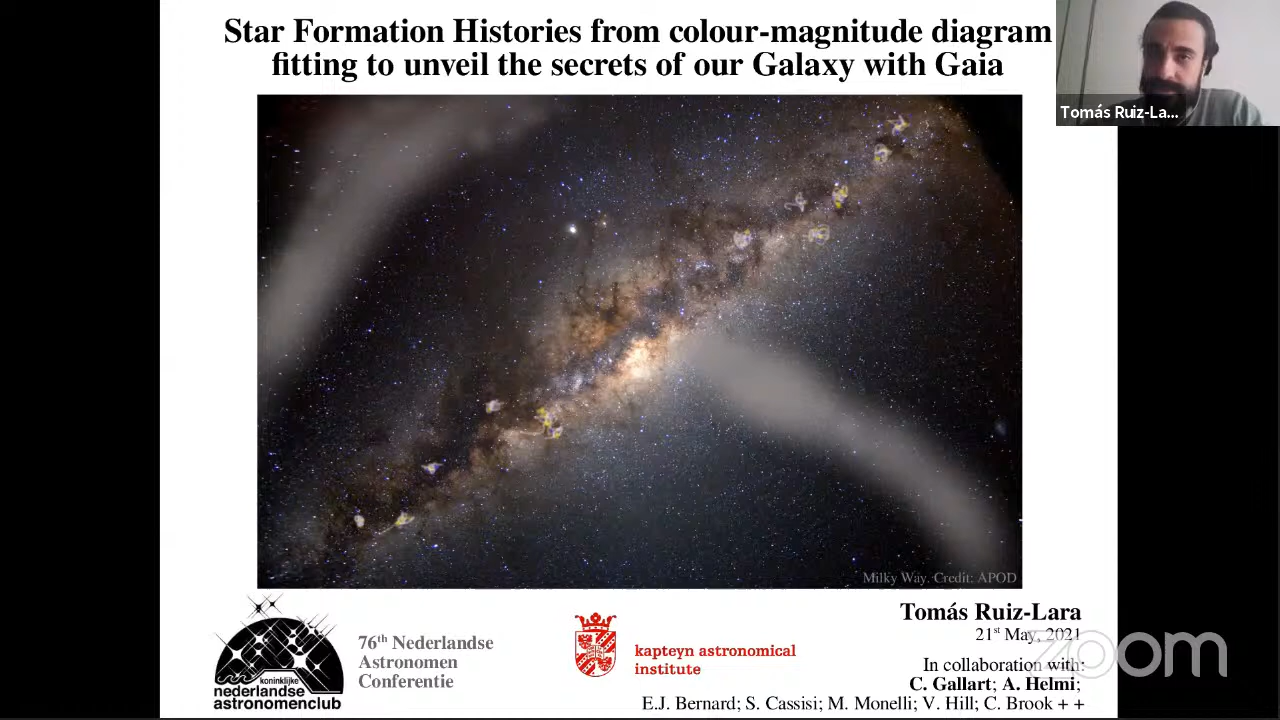 Star Formation Histories from colour-magnitude diagram
fitting to unveil the secrets of our Galaxy with Gaia
Tomás Ruiz-La...
Milky Way. Credit: APOD
koninklijke
nederlandse
astronomenclub
76th Nederlandse
Astronomen
Conferentie
kapteyn astronomical
institute
Tomás Ruiz-Lara
21st May, 2021
zoom
In collaboration with:
C. Gallart; A. Helmi;
E.J. Bernard; S. Cassisi; M. Monelli; V. Hill; C. Brook + +